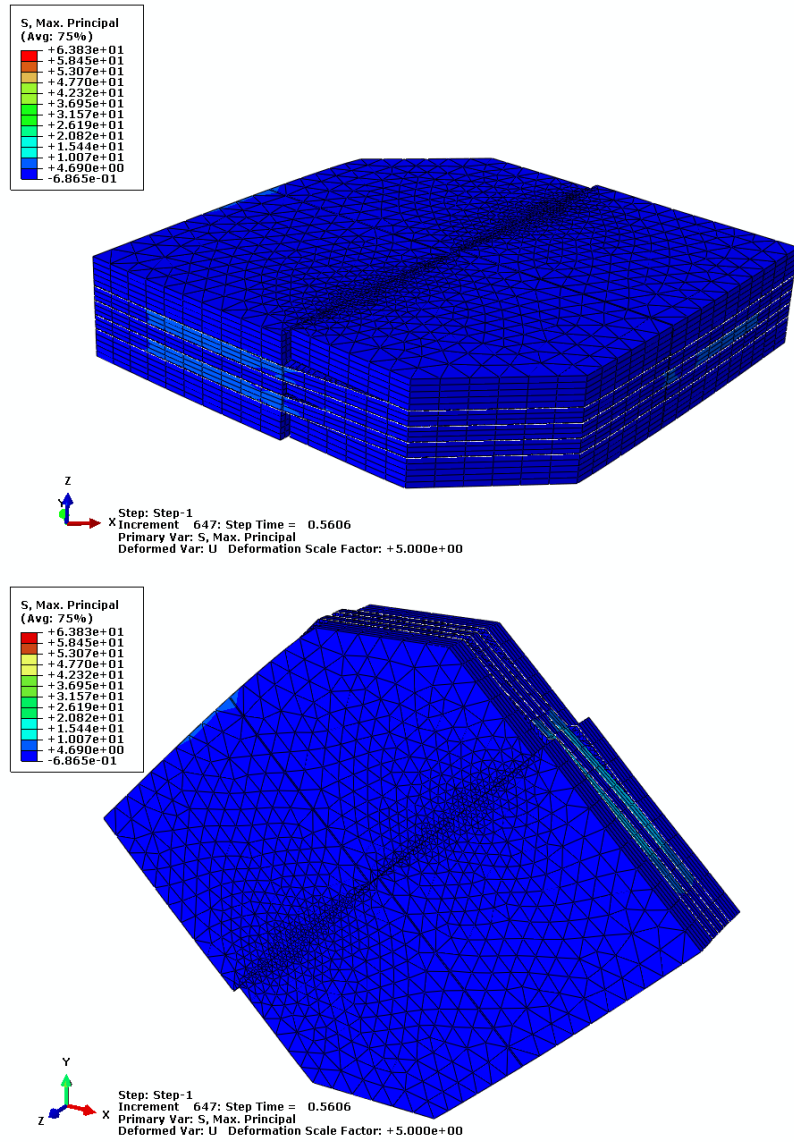 S, Max. Principal
(Avg: 75%)
+6.383e+01
+5.845e+01
+5.307e+01
+4.770e+01
+4.232e+01
+3.695e+01
+3.157e+01
+2.619e+01
+2.082e+01
+1.544e+01
+1.007e+01
+4.690e+00
-6.865e-01
Z
Y
X
Step: Step-1
Increment 647: Step Time = 0.5606
Primary Var: S, Max. Principal
Deformed Var: U Deformation Scale Factor: +5.000e+00
S, Max. Principal
(Avg: 75%)
+6.383e+01
+5.845e+01
+5.307e+01
+4.770e+01
+4.232e+01
+3.695e+01
+3.157e+01
+2.619e+01
+2.082e+01
+1.544e+01
+1.007e+01
+4.690e+00
-6.865e-01
Y
Z
X
Step: Step-1
Increment 647: Step Time = 0.5606
Primary Var: S, Max. Principal
Deformed Var: U Deformation Scale Factor: +5.000e+00